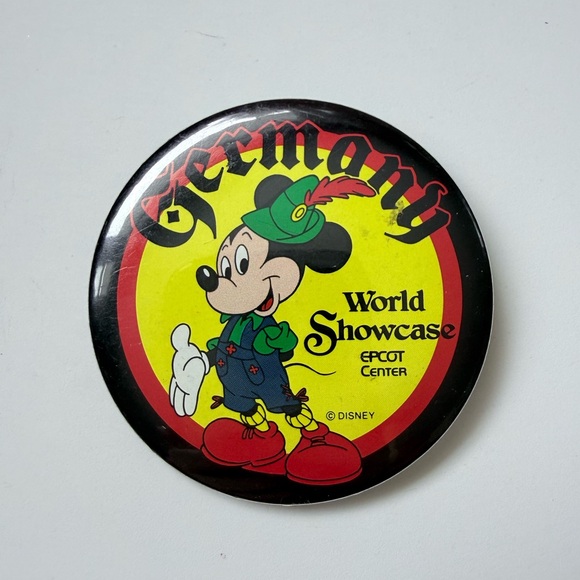 Germany
World
Showcase
EPCOT
CENTER
© DISNEY